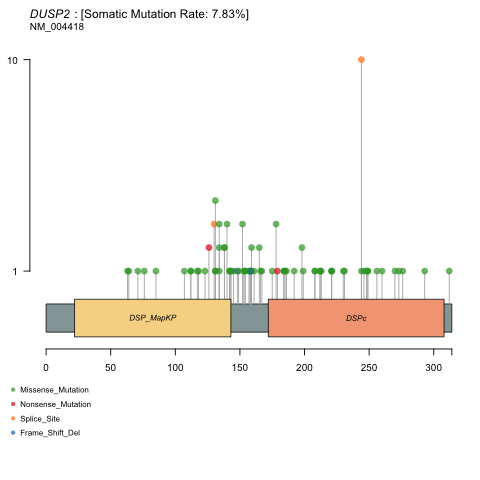 DUSP2 : [Somatic Mutation Rate: 7.83%]
NM_004418
10
1
DSP_MapKP
DSPc
0 50 100 150 200 250 300
Missense_Mutation
Nonsense_Mutation
Splice_Site
Frame_Shift_Del